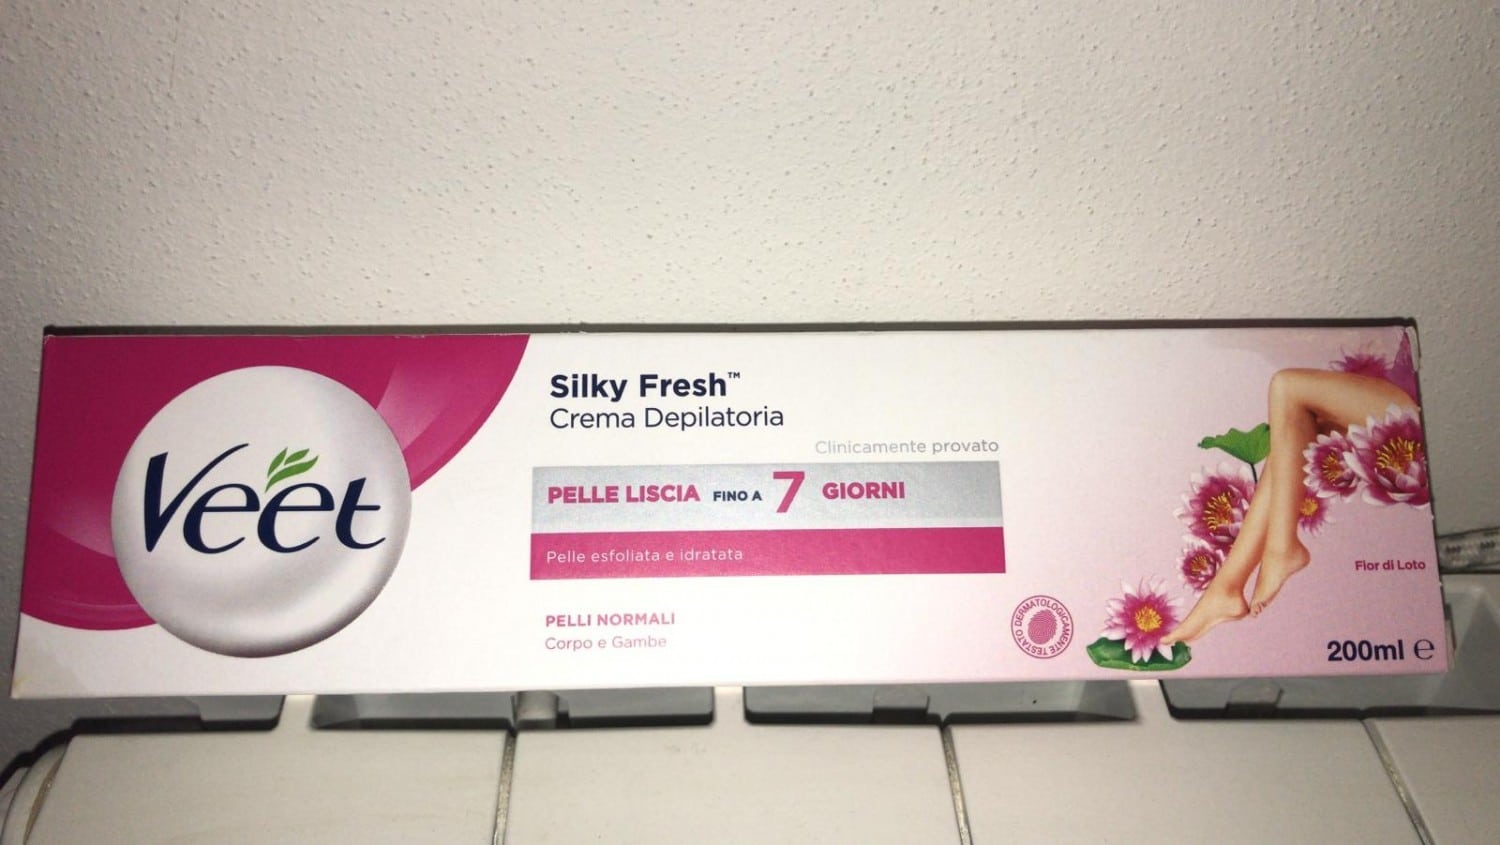 Veet
Silky Fresh™
Crema Depilatoria
Clinicamente provato
PELLE LISCIA FINO A 7 GIORNI
Pelle esfoliata e idratata
PELLI NORMALI
Corpo e Gambe
DERMATOLOGICAMENTE TESTATO
Fior di Loto
200ml ℮